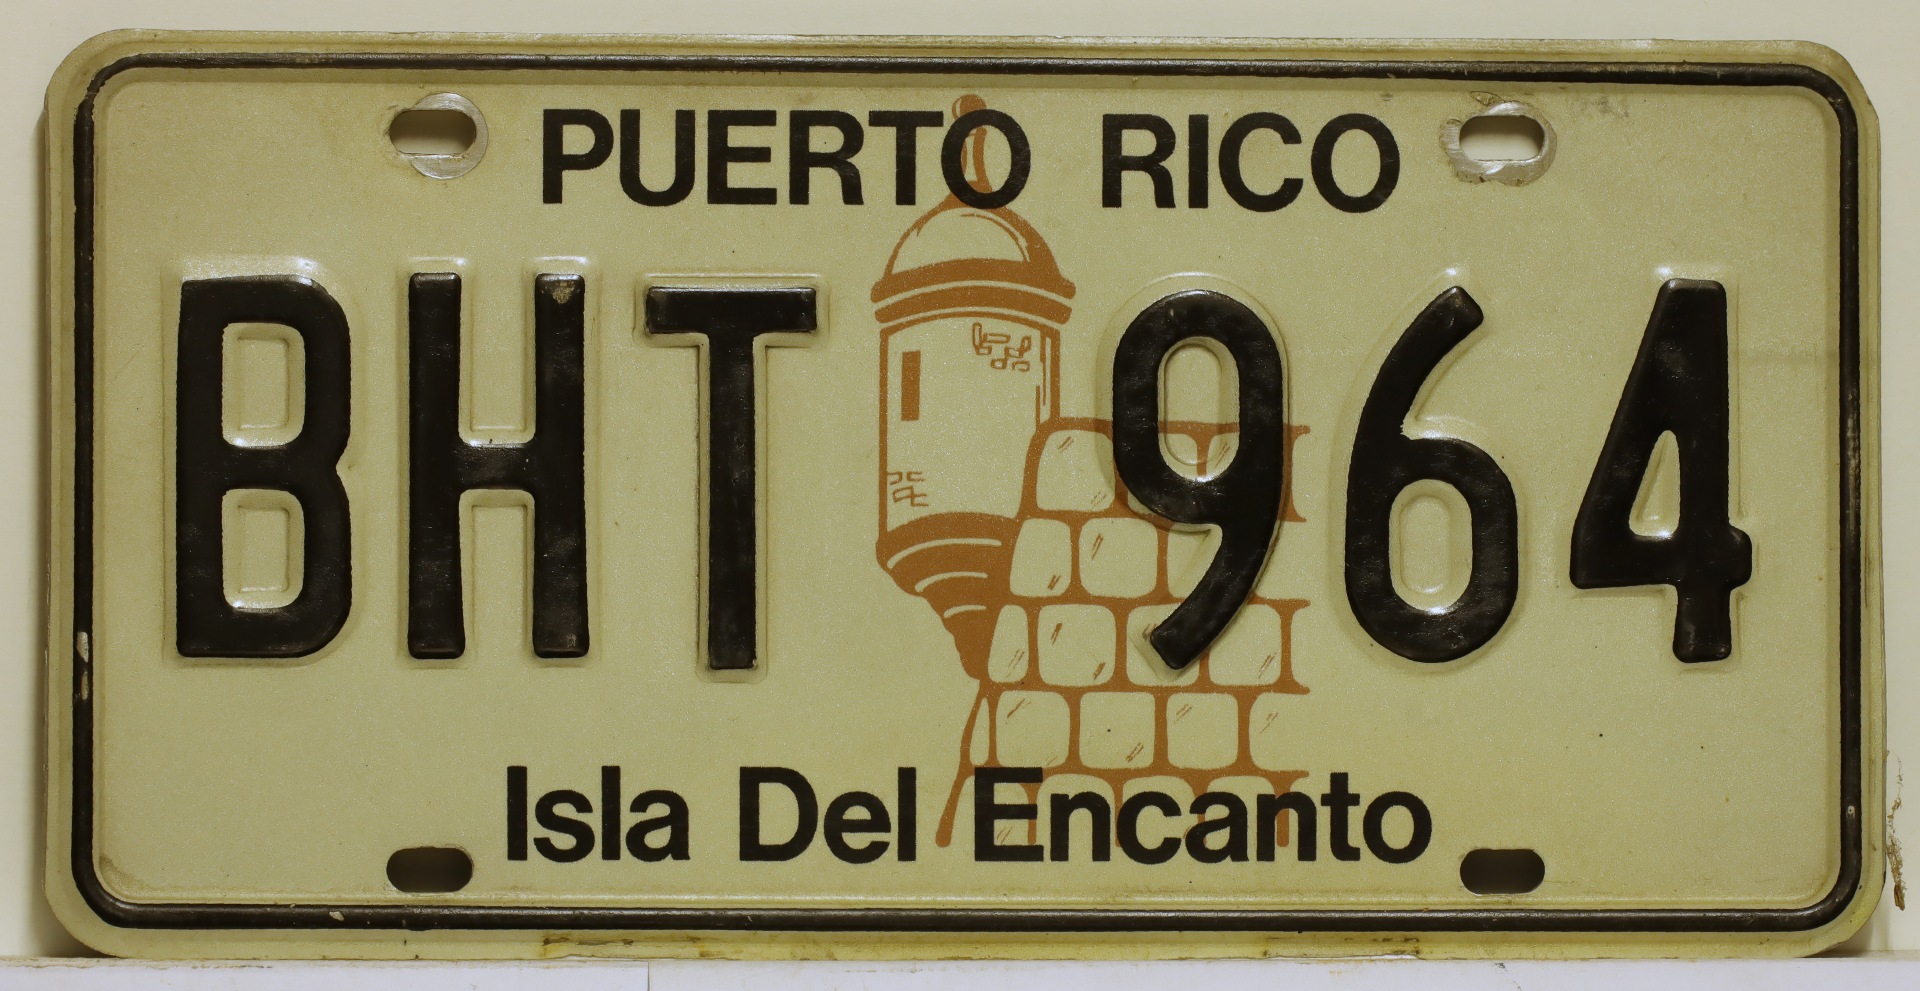 PUERTO RICO
BHT 964
Isla Del Encanto